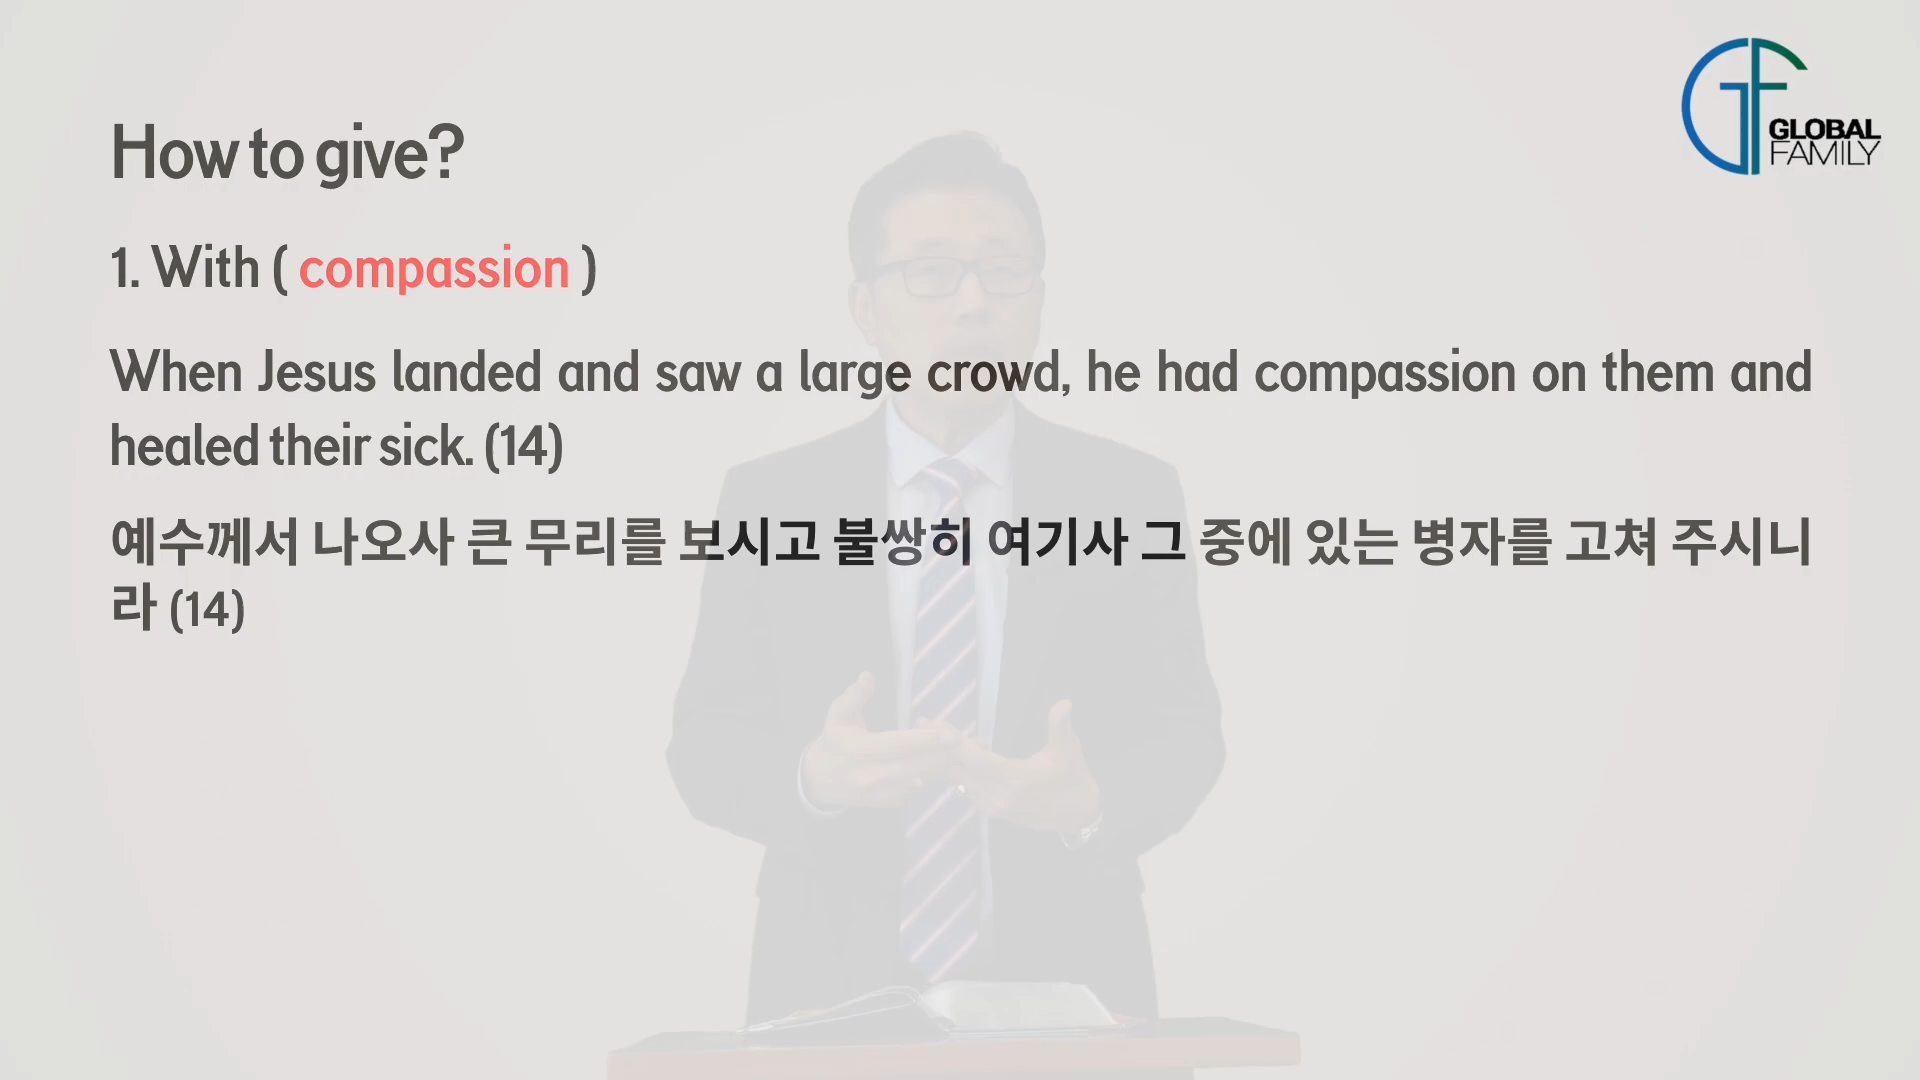 GLOBAL
FAMILY
How to give?
1. With ( compassion )
When Jesus landed and saw a large crowd, he had compassion on them and
healed their sick. (14)
예수께서 나오사 큰 무리를 보시고 불쌍히 여기사 그 중에 있는 병자를 고쳐 주시니
라 (14)